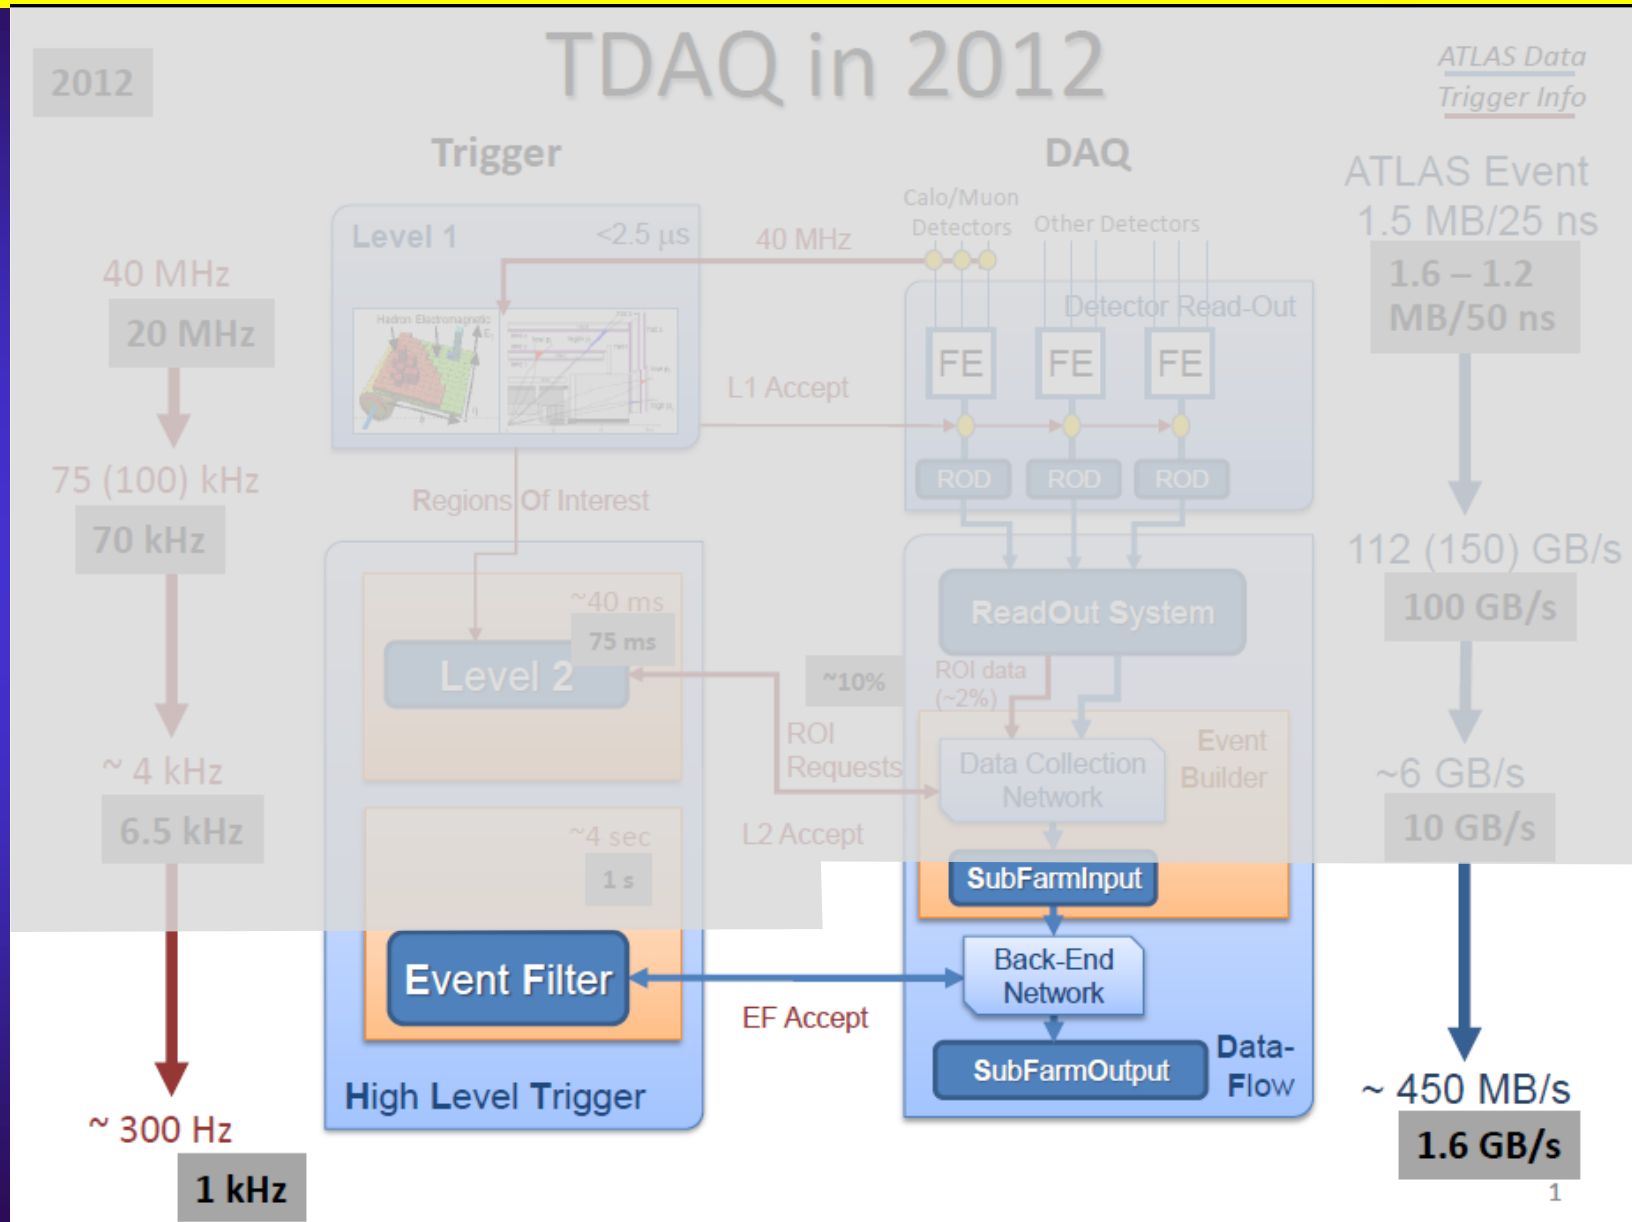 TDAQ in 2012
2012
ATLAS Data
Trigger Info
Trigger
DAQ
ATLAS Event
1.5 MB/25 ns
1.6 – 1.2
MB/50 ns
Calo/Muon
Detectors
Other Detectors
Level 1
<2.5 μs
40 MHz
40 MHz
20 MHz
Detector Read-Out
Hadron Electromagnetic
FE
FE
FE
L1 Accept
ROD
ROD
ROD
75 (100) kHz
70 kHz
Regions Of Interest
112 (150) GB/s
100 GB/s
~40 ms
75 ms
Level 2
ReadOut System
~10%
ROI data
(~2%)
ROI
Requests
Event
Builder
Data Collection
Network
~ 4 kHz
6.5 kHz
~6 GB/s
10 GB/s
~4 sec
1 s
L2 Accept
SubFarmInput
Event Filter
Back-End
Network
EF Accept
SubFarmOutput
Data-
Flow
High Level Trigger
~ 300 Hz
1 kHz
~ 450 MB/s
1.6 GB/s
1